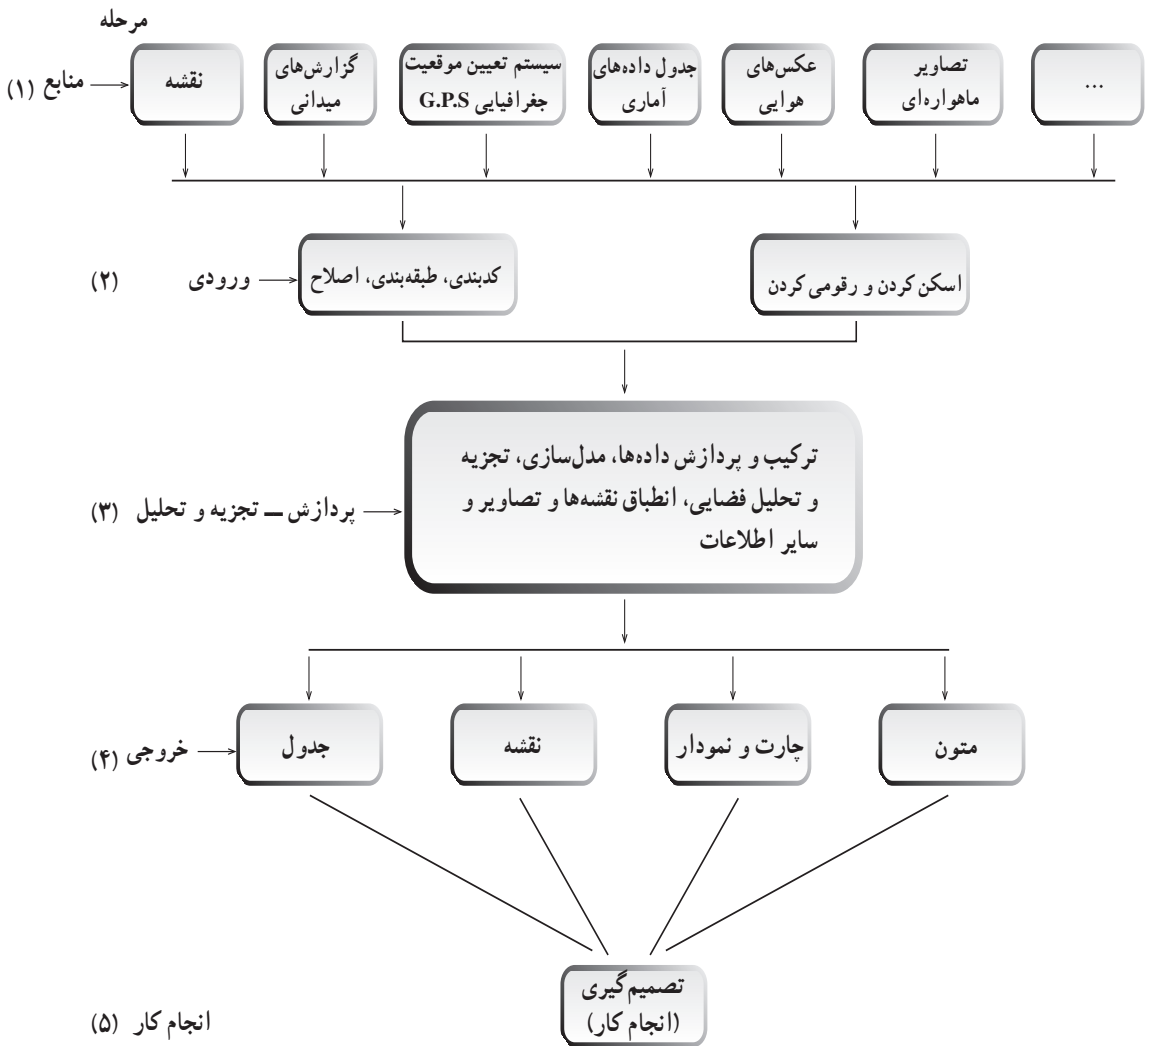 مرحله
(۱) منابع
نقشه
گزارش‌های
میدانی
سیستم تعیین موقعیت
جغرافیایی G.P.S
جدول داده‌های
آماری
عکس‌های
هوایی
تصاویر
ماهواره‌ای
...
(۲) ورودی
کدبندی، طبقه‌بندی، اصلاح
اسکن کردن و رقومی کردن
(۳) پردازش ــ تجزیه و تحلیل
ترکیب و پردازش داده‌ها، مدل‌سازی، تجزیه
و تحلیل فضایی، انطباق نقشه‌ها و تصاویر و
سایر اطلاعات
(۴) خروجی
جدول
نقشه
چارت و نمودار
متون
(۵) انجام کار
تصمیم‌گیری
(انجام کار)